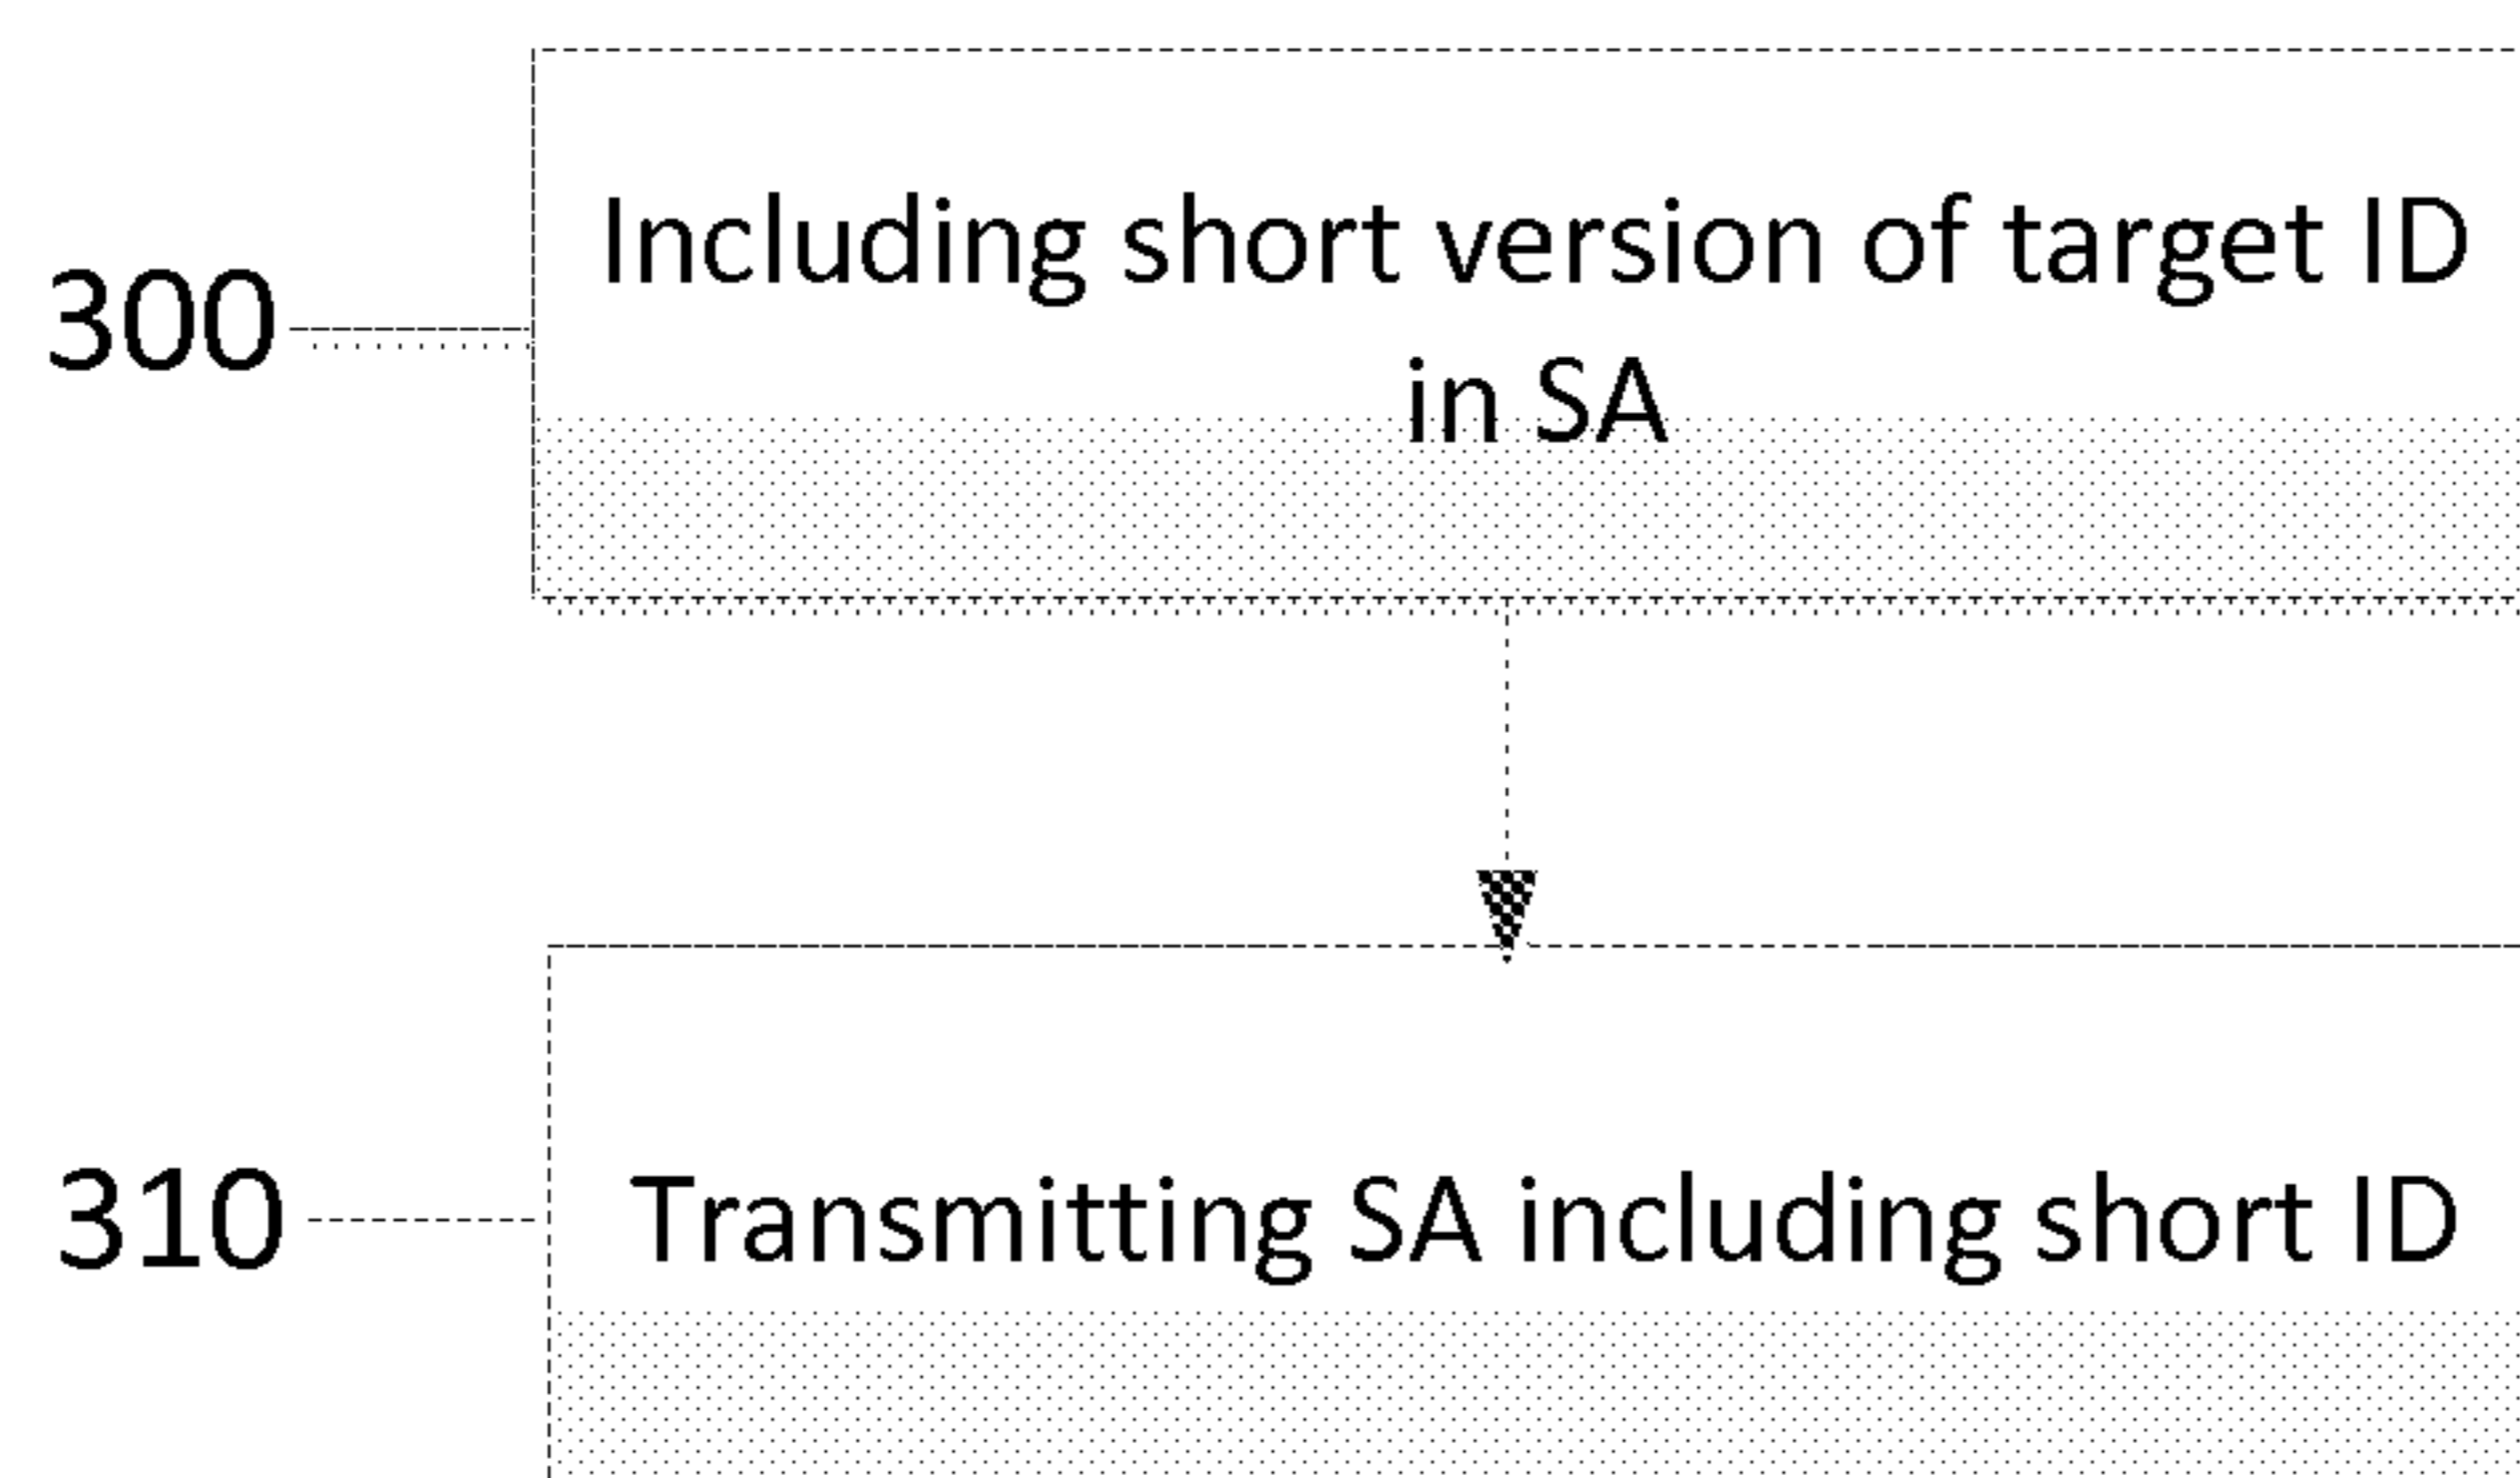 Including short version of target ID
300
in SA
310
Transmitting SA including short ID